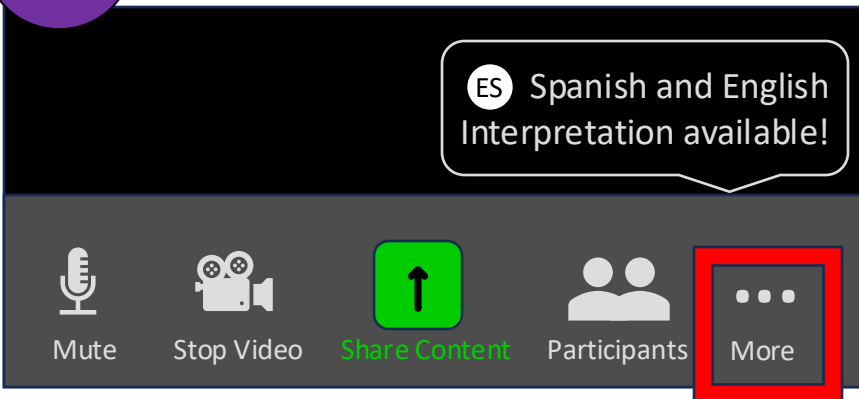 ES Spanish and English
Interpretation available!
Mute Stop Video Share Content Participants More